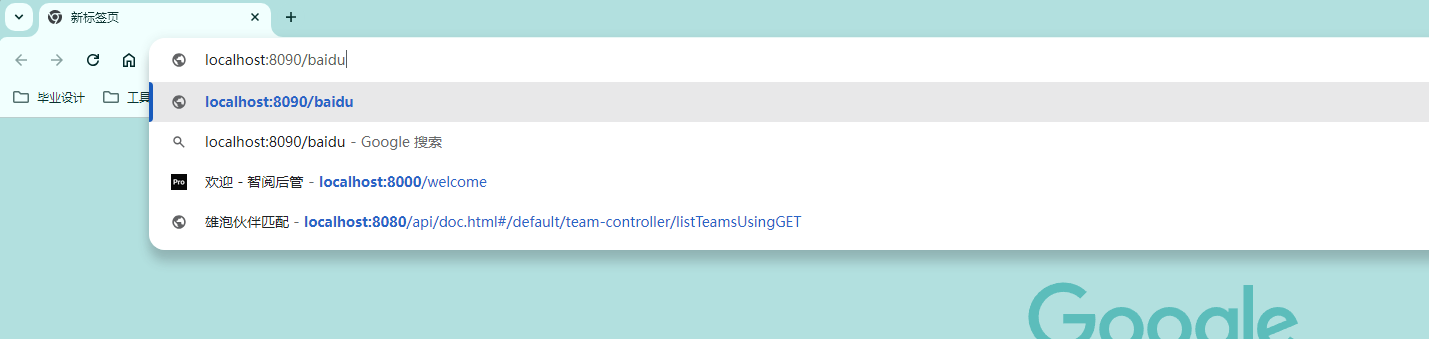 新标签页
localhost:8090/baidu
毕业设计 工具
localhost:8090/baidu
localhost:8090/baidu - Google 搜索
Pro 欢迎 - 智阅后管 - localhost:8000/welcome
雄泡伙伴匹配 - localhost:8080/api/doc.html#/default/team-controller/listTeamsUsingGET
Google